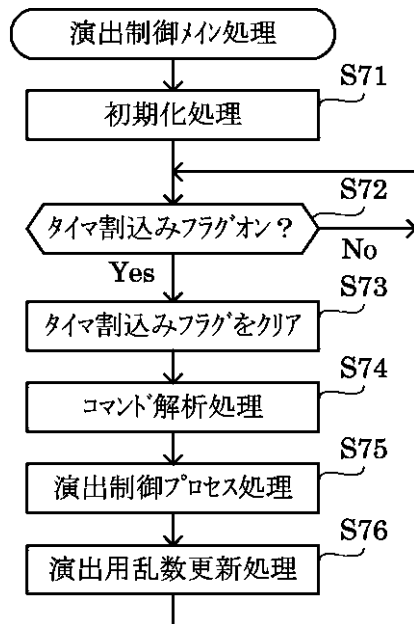 演出制御メイン処理
S71
初期化処理
S72
タイマ割込みフラグオン？
No
Yes
S73
タイマ割込みフラグをクリア
S74
コマンド解析処理
S75
演出制御プロセス処理
S76
演出用乱数更新処理